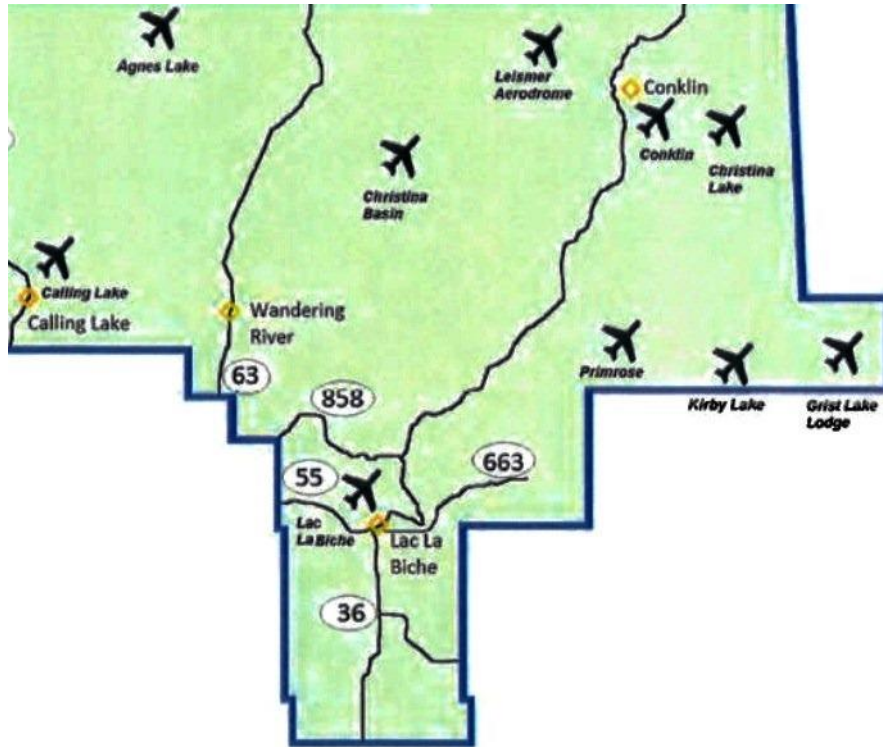 Agnes Lake
Leismer
Aerodrome
Conklin
Conklin
Christina
Lake
Christina
Basin
Calling Lake
Calling Lake
Wandering
River
63
858
Primrose
Kirby Lake
Grist Lake
Lodge
55
663
Lac
La Biche
Lac La
Biche
36